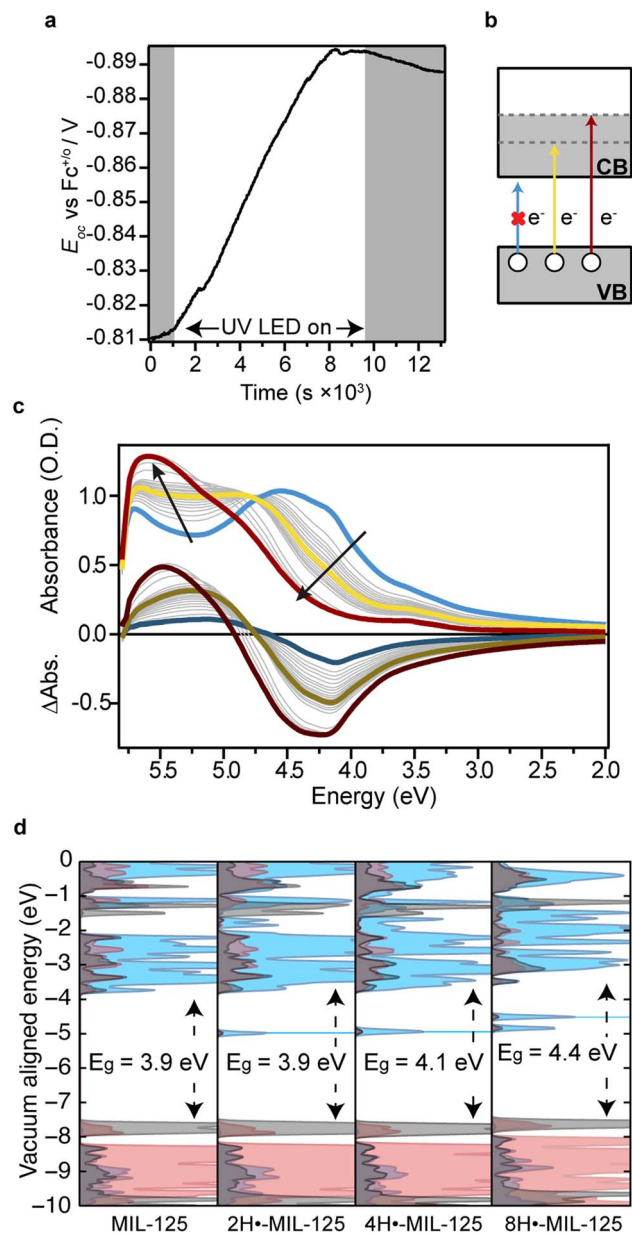 a
b
-0.89
-0.88
-0.87
-0.86
-0.85
-0.84
-0.83
-0.82
-0.81
E_oc vs Fc^+/o / V
UV LED on
0
2
4
6
8
10
12
Time (s ×10³)
CB
e⁻ e⁻ e⁻
VB
c
Absorbance (O.D.)
ΔAbs.
1.0
0.5
0.0
-0.5
5.5
5.0
4.5
4.0
3.5
3.0
2.5
2.0
Energy (eV)
d
Vacuum aligned energy (eV)
0
−1
−2
−3
−4
−5
−6
−7
−8
−9
−10
E_g = 3.9 eV
E_g = 3.9 eV
E_g = 4.1 eV
E_g = 4.4 eV
MIL-125
2H•-MIL-125
4H•-MIL-125
8H•-MIL-125